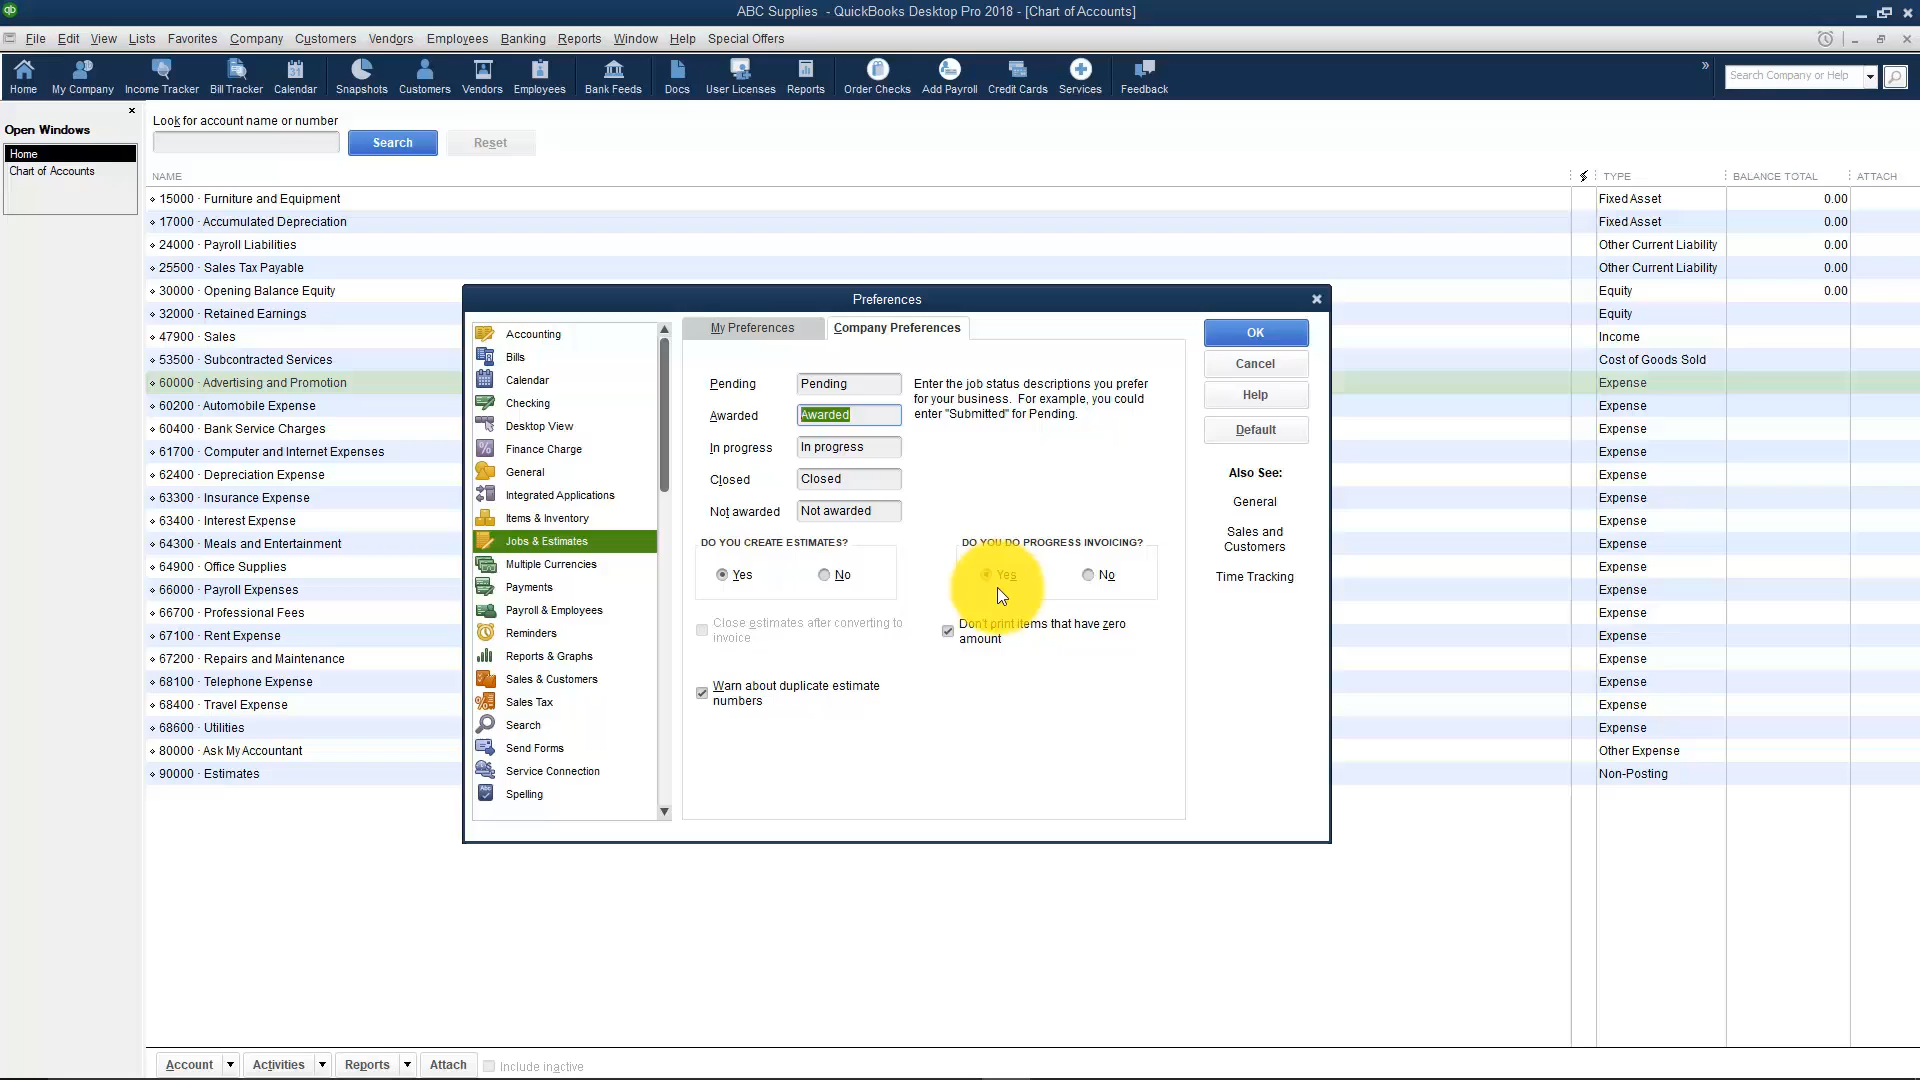 ABC Supplies - QuickBooks Desktop Pro 2018 - [Chart of Accounts]
File Edit View Lists Favorites Company Customers Vendors Employees Banking Reports Window Help Special Offers
Home My Company Income Tracker Bill Tracker Calendar Snapshots Customers Vendors Employees Bank Feeds Docs User Licenses Reports Order Checks Add Payroll Credit Cards Services Feedback » Search Company or Help
Open Windows
Home
Chart of Accounts
Look for account name or number
Search Reset
NAME TYPE BALANCE TOTAL ATTACH
15000 · Furniture and Equipment Fixed Asset 0.00
17000 · Accumulated Depreciation Fixed Asset 0.00
24000 · Payroll Liabilities Other Current Liability 0.00
25500 · Sales Tax Payable Other Current Liability 0.00
30000 · Opening Balance Equity Equity 0.00
32000 · Retained Earnings Equity
47900 · Sales Income
53500 · Subcontracted Services Cost of Goods Sold
60000 · Advertising and Promotion Expense
60200 · Automobile Expense Expense
60400 · Bank Service Charges Expense
61700 · Computer and Internet Expenses Expense
62400 · Depreciation Expense Expense
63300 · Insurance Expense Expense
63400 · Interest Expense Expense
64300 · Meals and Entertainment Expense
64900 · Office Supplies Expense
66000 · Payroll Expenses Expense
66700 · Professional Fees Expense
67100 · Rent Expense Expense
67200 · Repairs and Maintenance Expense
68100 · Telephone Expense Expense
68400 · Travel Expense Expense
68600 · Utilities Expense
80000 · Ask My Accountant Other Expense
90000 · Estimates Non-Posting
Preferences
Accounting
Bills
Calendar
Checking
Desktop View
Finance Charge
General
Integrated Applications
Items & Inventory
Jobs & Estimates
Multiple Currencies
Payments
Payroll & Employees
Reminders
Reports & Graphs
Sales & Customers
Sales Tax
Search
Send Forms
Service Connection
Spelling
My Preferences Company Preferences
Pending Pending
Awarded Awarded
In progress In progress
Closed Closed
Not awarded Not awarded
Enter the job status descriptions you prefer
for your business. For example, you could
enter "Submitted" for Pending.
DO YOU CREATE ESTIMATES?
Yes No
Close estimates after converting to
invoice
Warn about duplicate estimate
numbers
DO YOU DO PROGRESS INVOICING?
Yes No
Don't print items that have zero
amount
OK
Cancel
Help
Default
Also See:
General
Sales and
Customers
Time Tracking
Account Activities Reports Attach Include inactive